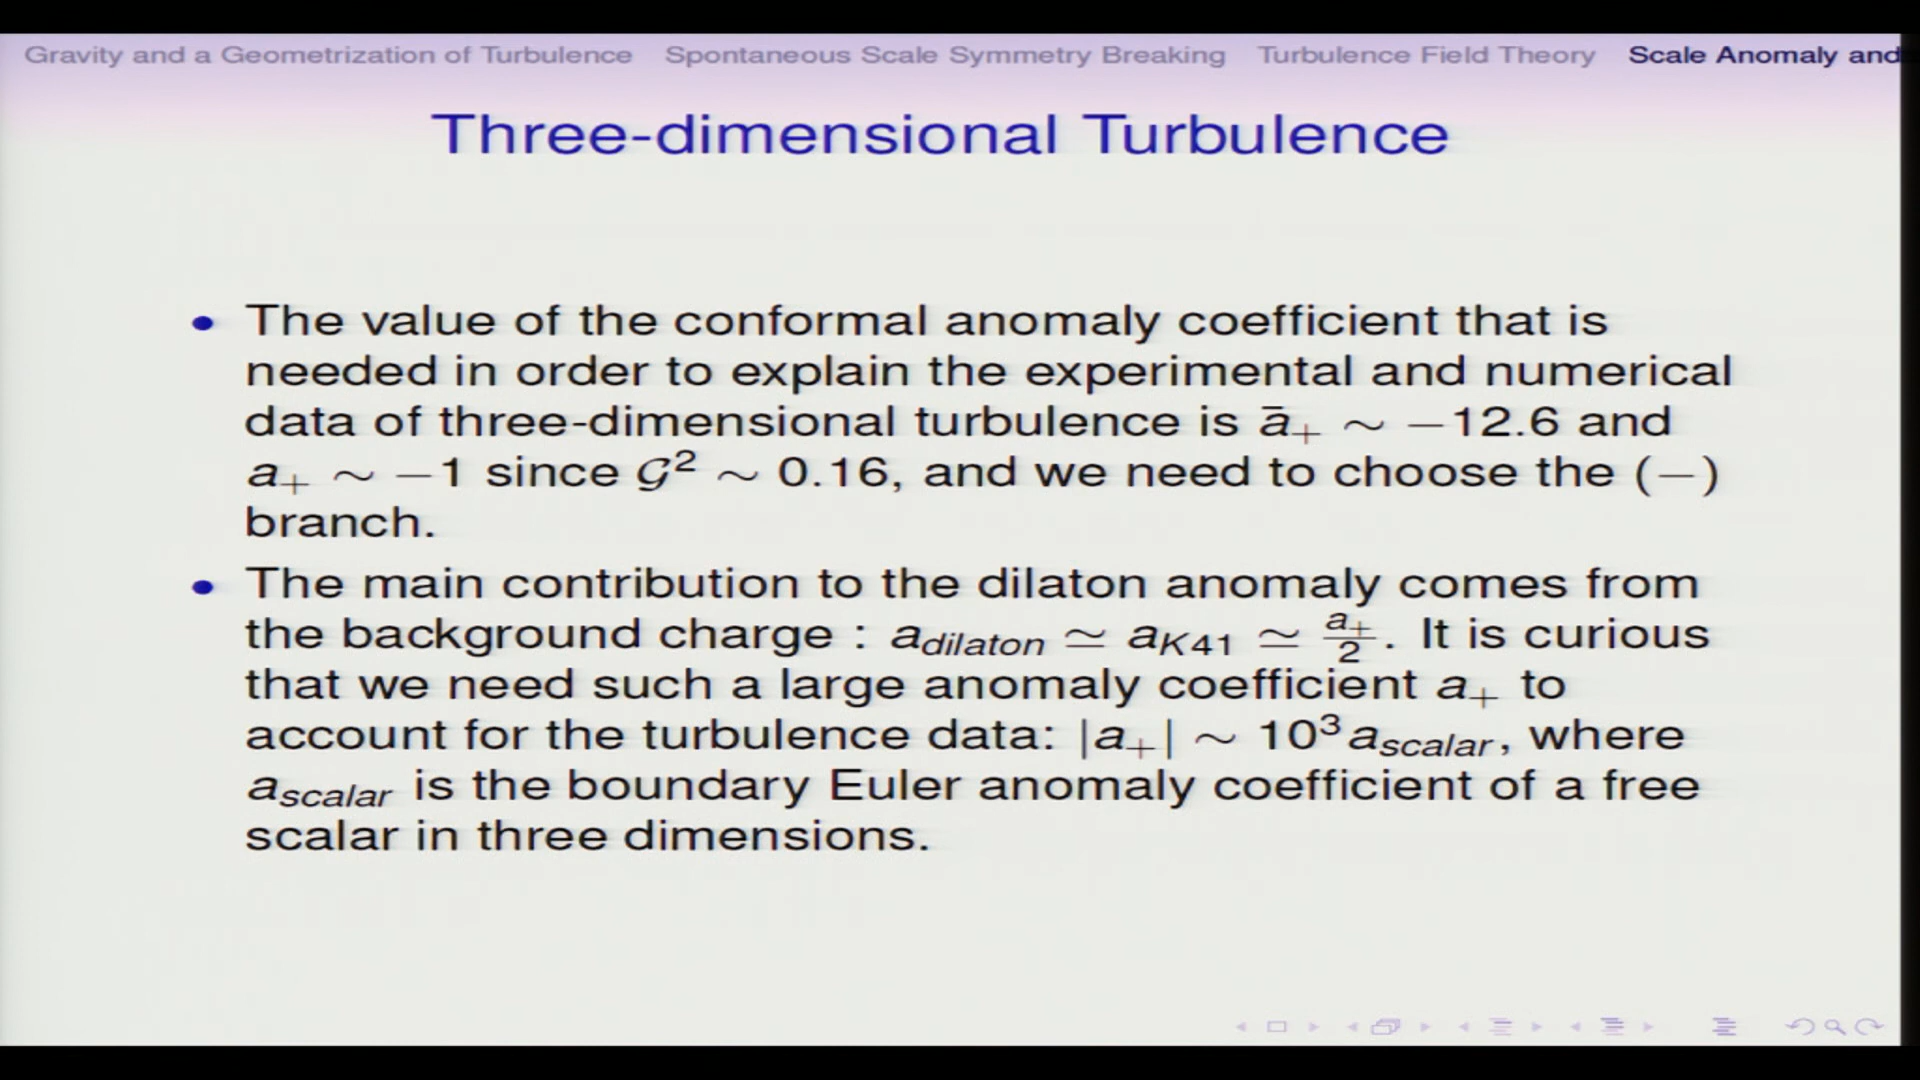 Gravity and a Geometrization of Turbulence Spontaneous Scale Symmetry Breaking Turbulence Field Theory Scale Anomaly and
Three-dimensional Turbulence
• The value of the conformal anomaly coefficient that is
needed in order to explain the experimental and numerical
data of three-dimensional turbulence is ā₊ ∼ −12.6 and
a₊ ∼ −1 since 𝒢² ∼ 0.16, and we need to choose the (−)
branch.
• The main contribution to the dilaton anomaly comes from
the background charge : a_dilaton ≃ a_K41 ≃ a₊/2. It is curious
that we need such a large anomaly coefficient a₊ to
account for the turbulence data: |a₊| ∼ 10³a_scalar, where
a_scalar is the boundary Euler anomaly coefficient of a free
scalar in three dimensions.